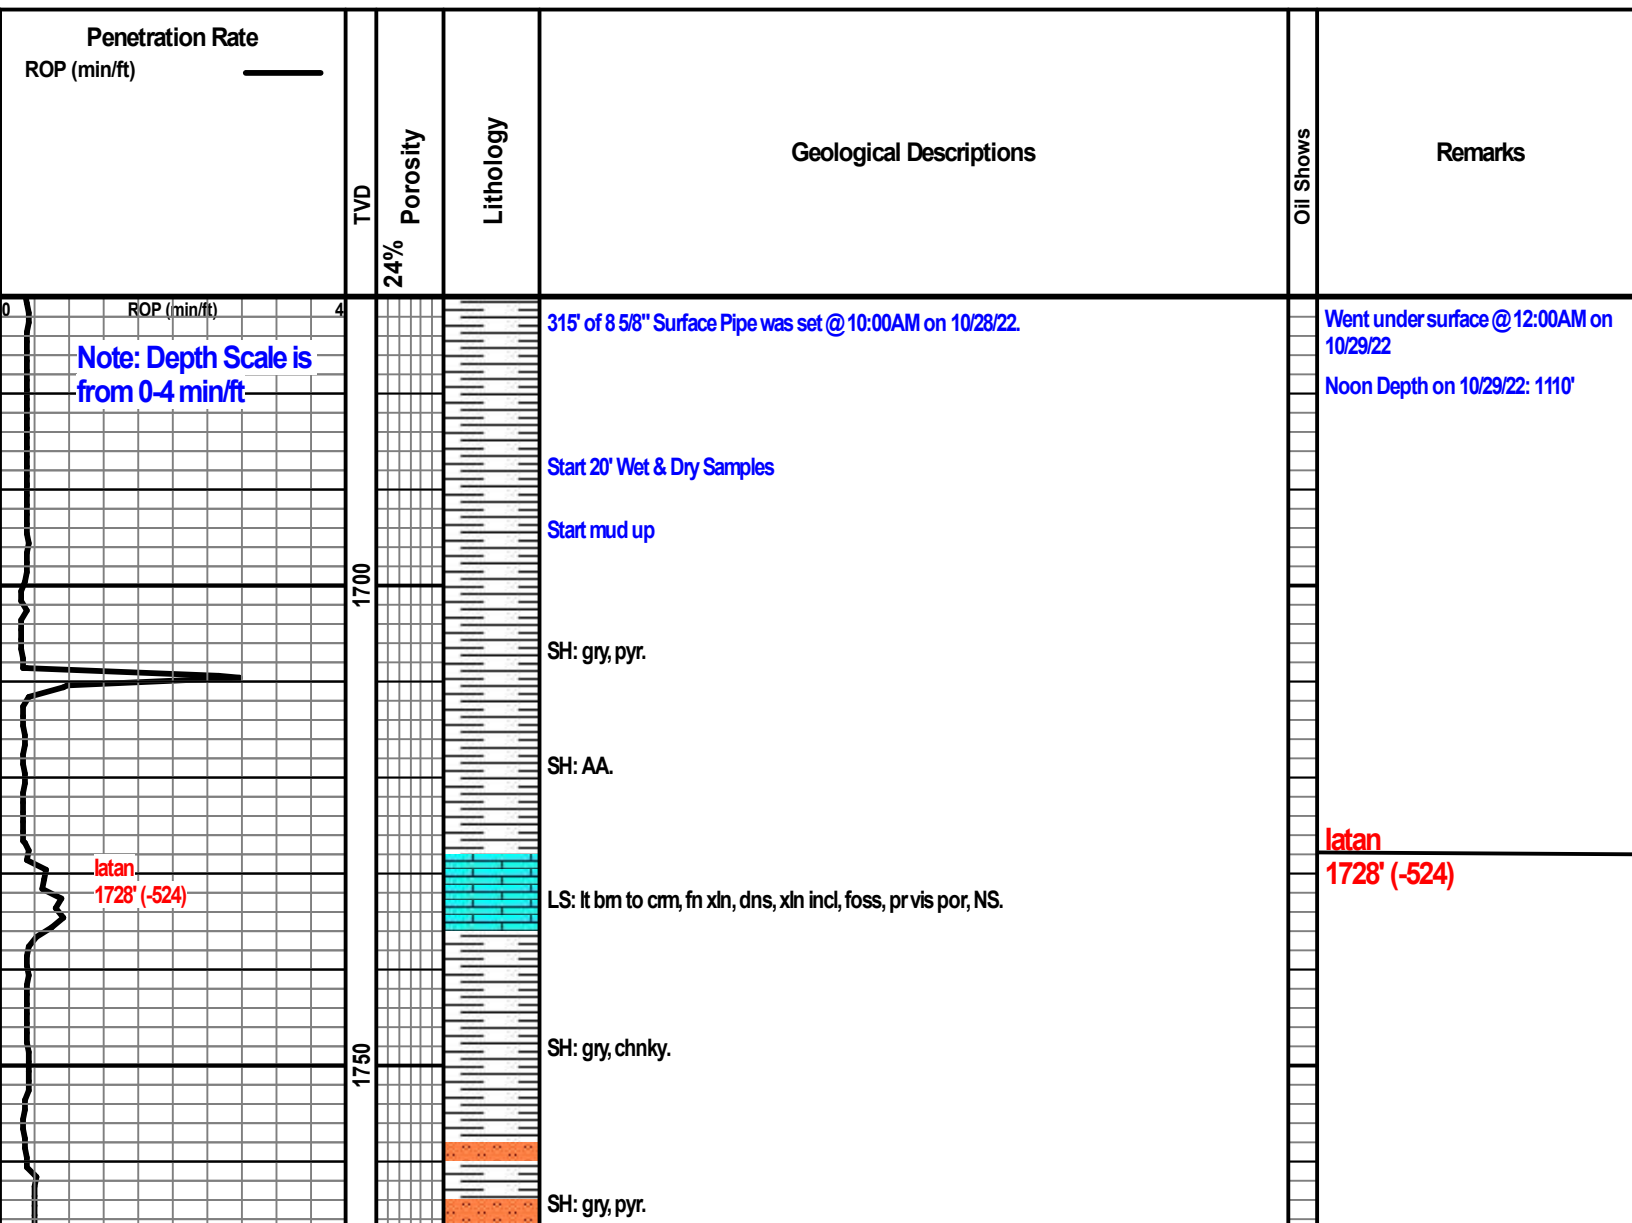 Penetration Rate
ROP (min/ft)
TVD
24%
Porosity
Lithology
Geological Descriptions
Oil Shows
Remarks
0 ROP (min/ft) 4
Note: Depth Scale is
from 0-4 min/ft
315' of 8 5/8" Surface Pipe was set @ 10:00AM on 10/28/22.
Went under surface @ 12:00AM on
10/29/22
Noon Depth on 10/29/22: 1110'
Start 20' Wet & Dry Samples
Start mud up
1700
SH: gry, pyr.
SH: AA.
Iatan
1728' (-524)
Iatan
1728' (-524)
LS: lt brn to crm, fn xln, dns, xln incl, foss, pr vis por, NS.
1750
SH: gry, chnky.
SH: gry, pyr.